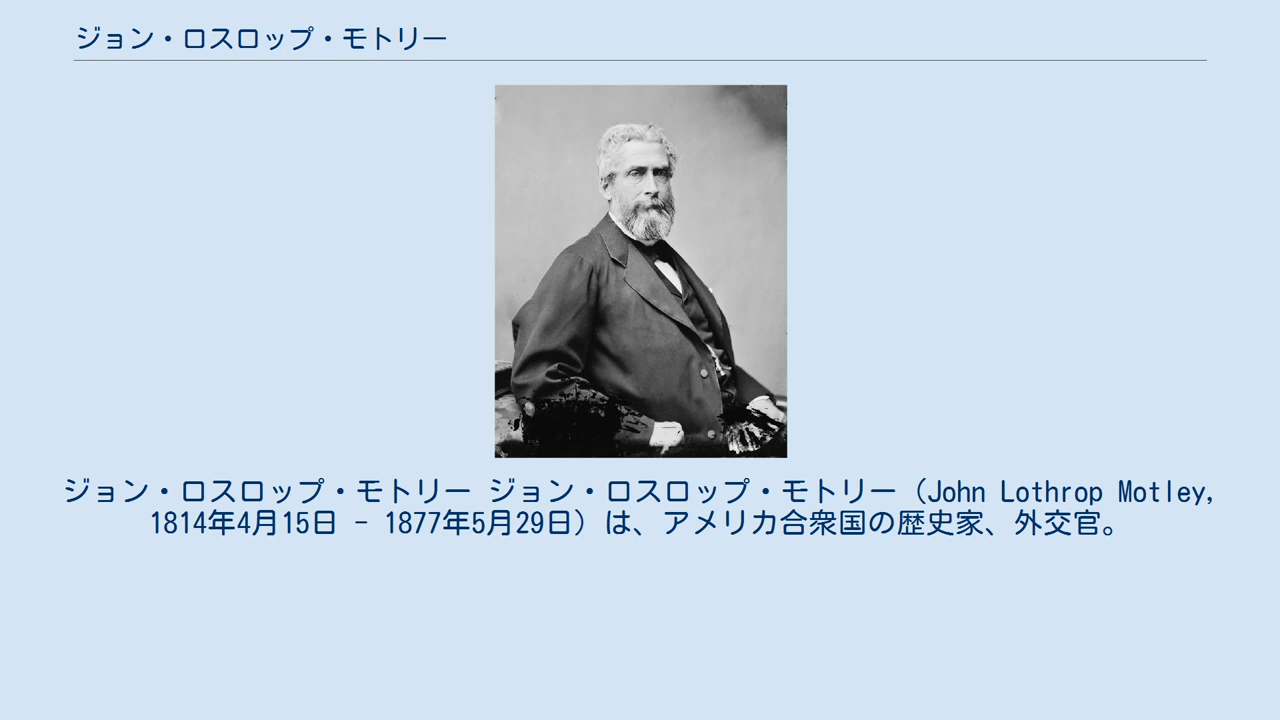 ジョン・ロスロップ・モトリー
ジョン・ロスロップ・モトリー ジョン・ロスロップ・モトリー（John Lothrop Motley,
1814年4月15日 - 1877年5月29日）は、アメリカ合衆国の歴史家、外交官。